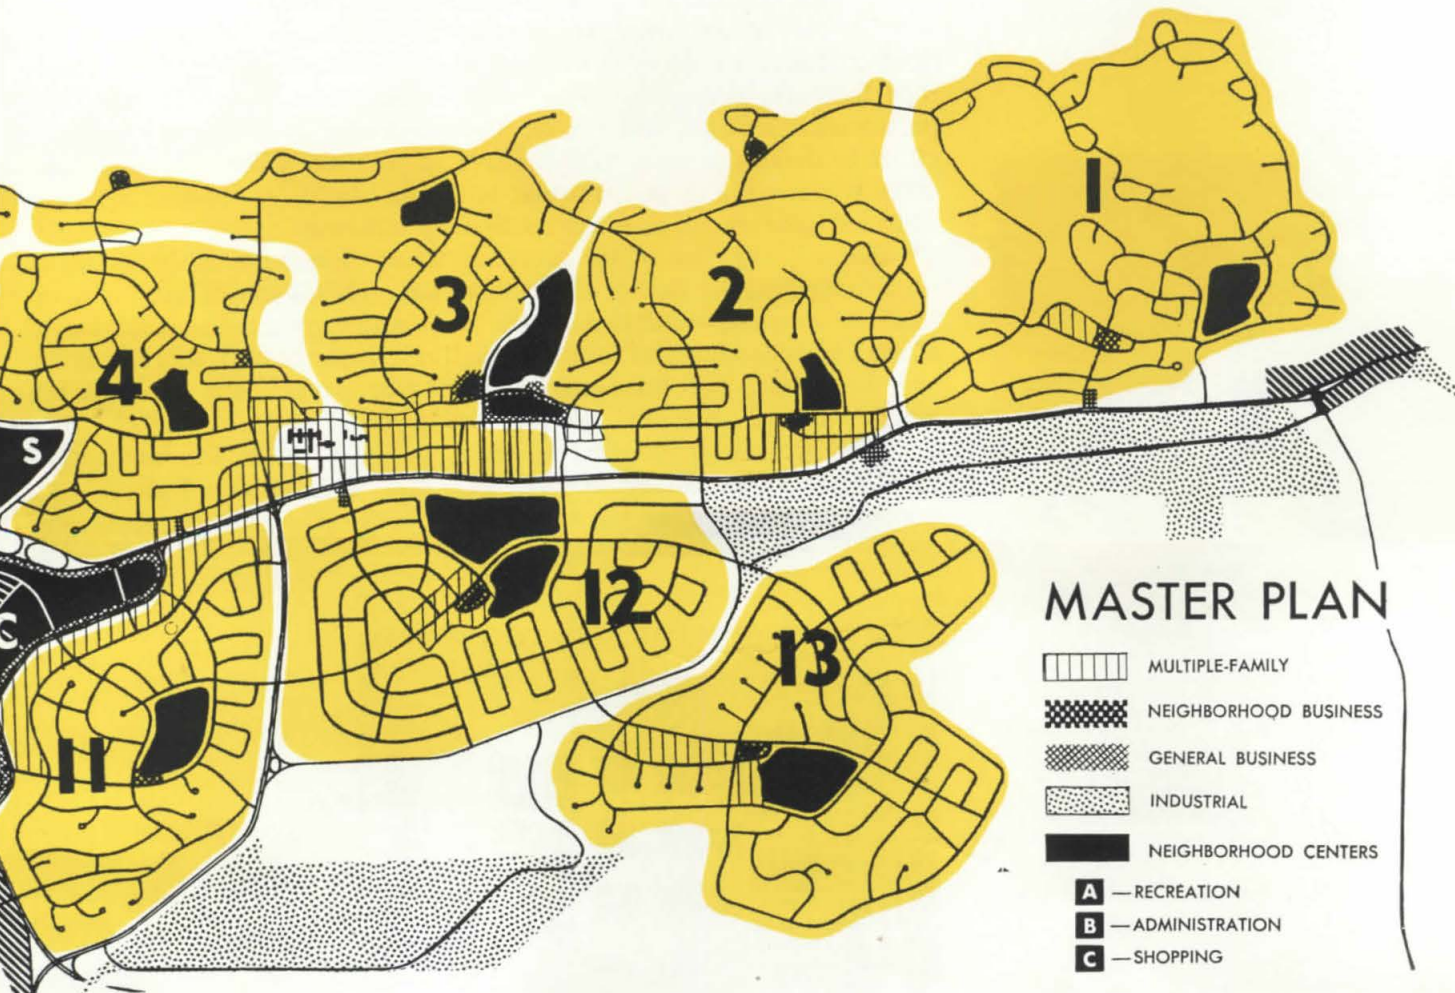 1
2
3
4
S
12
C
13
11
MASTER PLAN
MULTIPLE-FAMILY
NEIGHBORHOOD BUSINESS
GENERAL BUSINESS
INDUSTRIAL
NEIGHBORHOOD CENTERS
A — RECREATION
B — ADMINISTRATION
C — SHOPPING